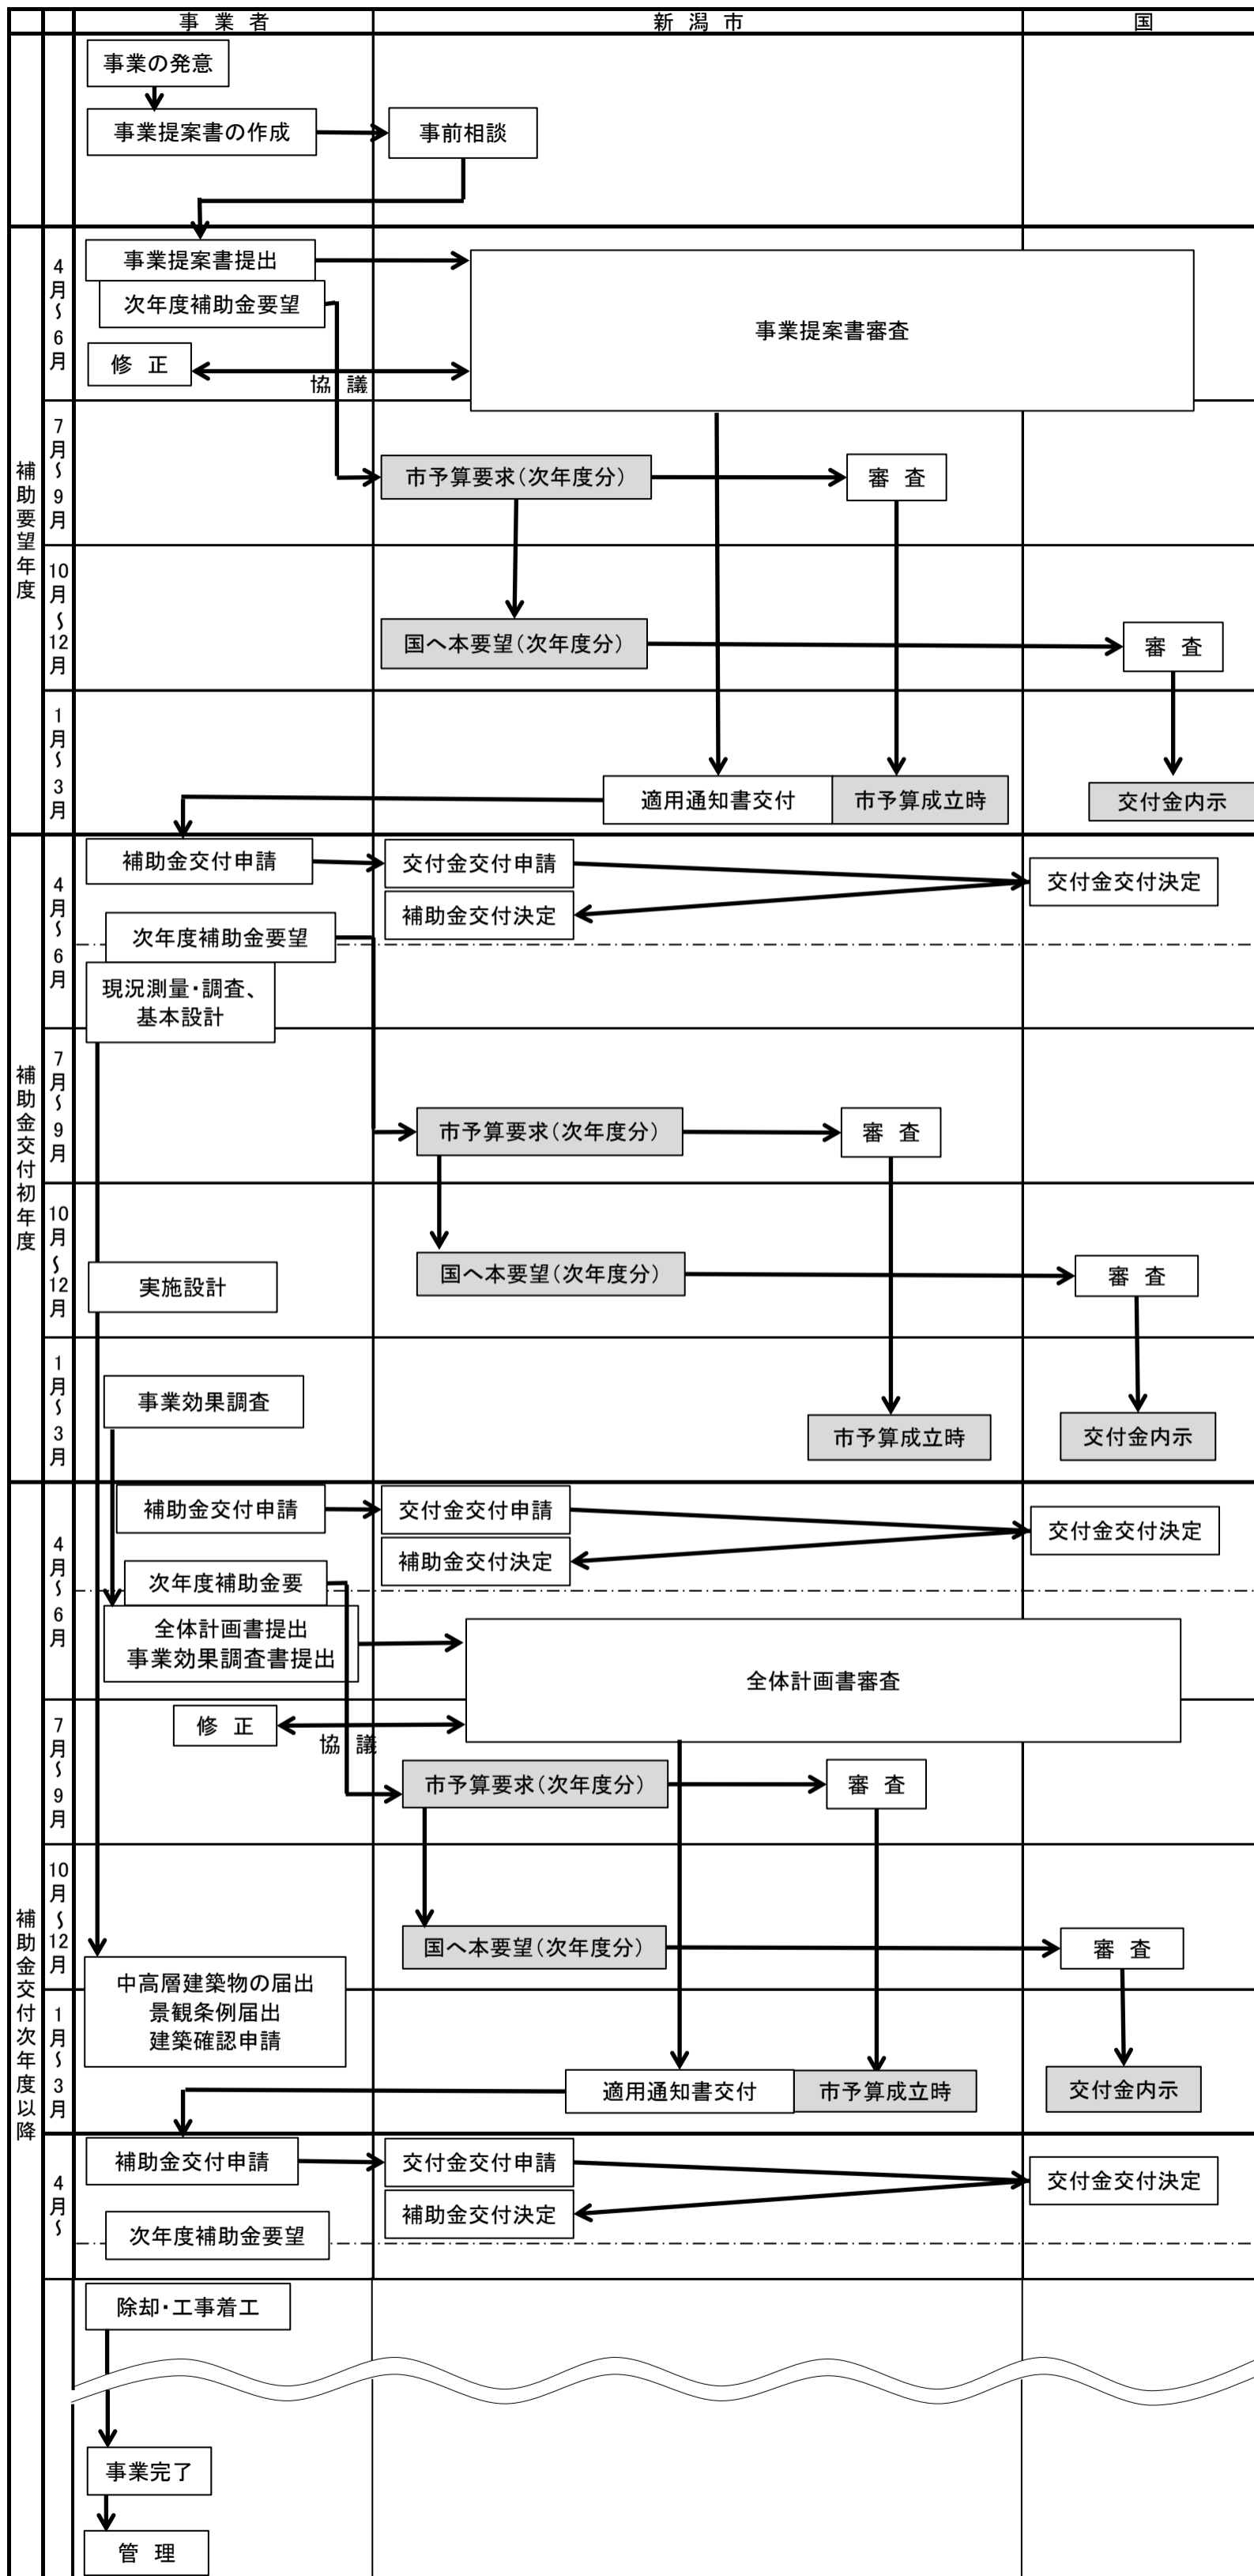 事業者
新潟市
国
事業の発意
事業提案書の作成
事前相談
補助要望年度
4月～6月
事業提案書提出
次年度補助金要望
修正
協議
事業提案書審査
7月～9月
市予算要求（次年度分）
審査
10月～12月
国へ本要望（次年度分）
審査
1月～3月
適用通知書交付
市予算成立時
交付金内示
補助金交付初年度
4月～6月
補助金交付申請
交付金交付申請
交付金交付決定
補助金交付決定
次年度補助金要望
現況測量・調査、
基本設計
7月～9月
市予算要求（次年度分）
審査
10月～12月
国へ本要望（次年度分）
審査
実施設計
1月～3月
事業効果調査
市予算成立時
交付金内示
補助金交付次年度以降
4月～6月
補助金交付申請
交付金交付申請
交付金交付決定
補助金交付決定
次年度補助金要
全体計画書提出
事業効果調査書提出
全体計画書審査
7月～9月
修正
協議
市予算要求（次年度分）
審査
10月～12月
国へ本要望（次年度分）
審査
中高層建築物の届出
景観条例届出
建築確認申請
1月～3月
適用通知書交付
市予算成立時
交付金内示
4月～
補助金交付申請
交付金交付申請
交付金交付決定
補助金交付決定
次年度補助金要望
除却・工事着工
事業完了
管理